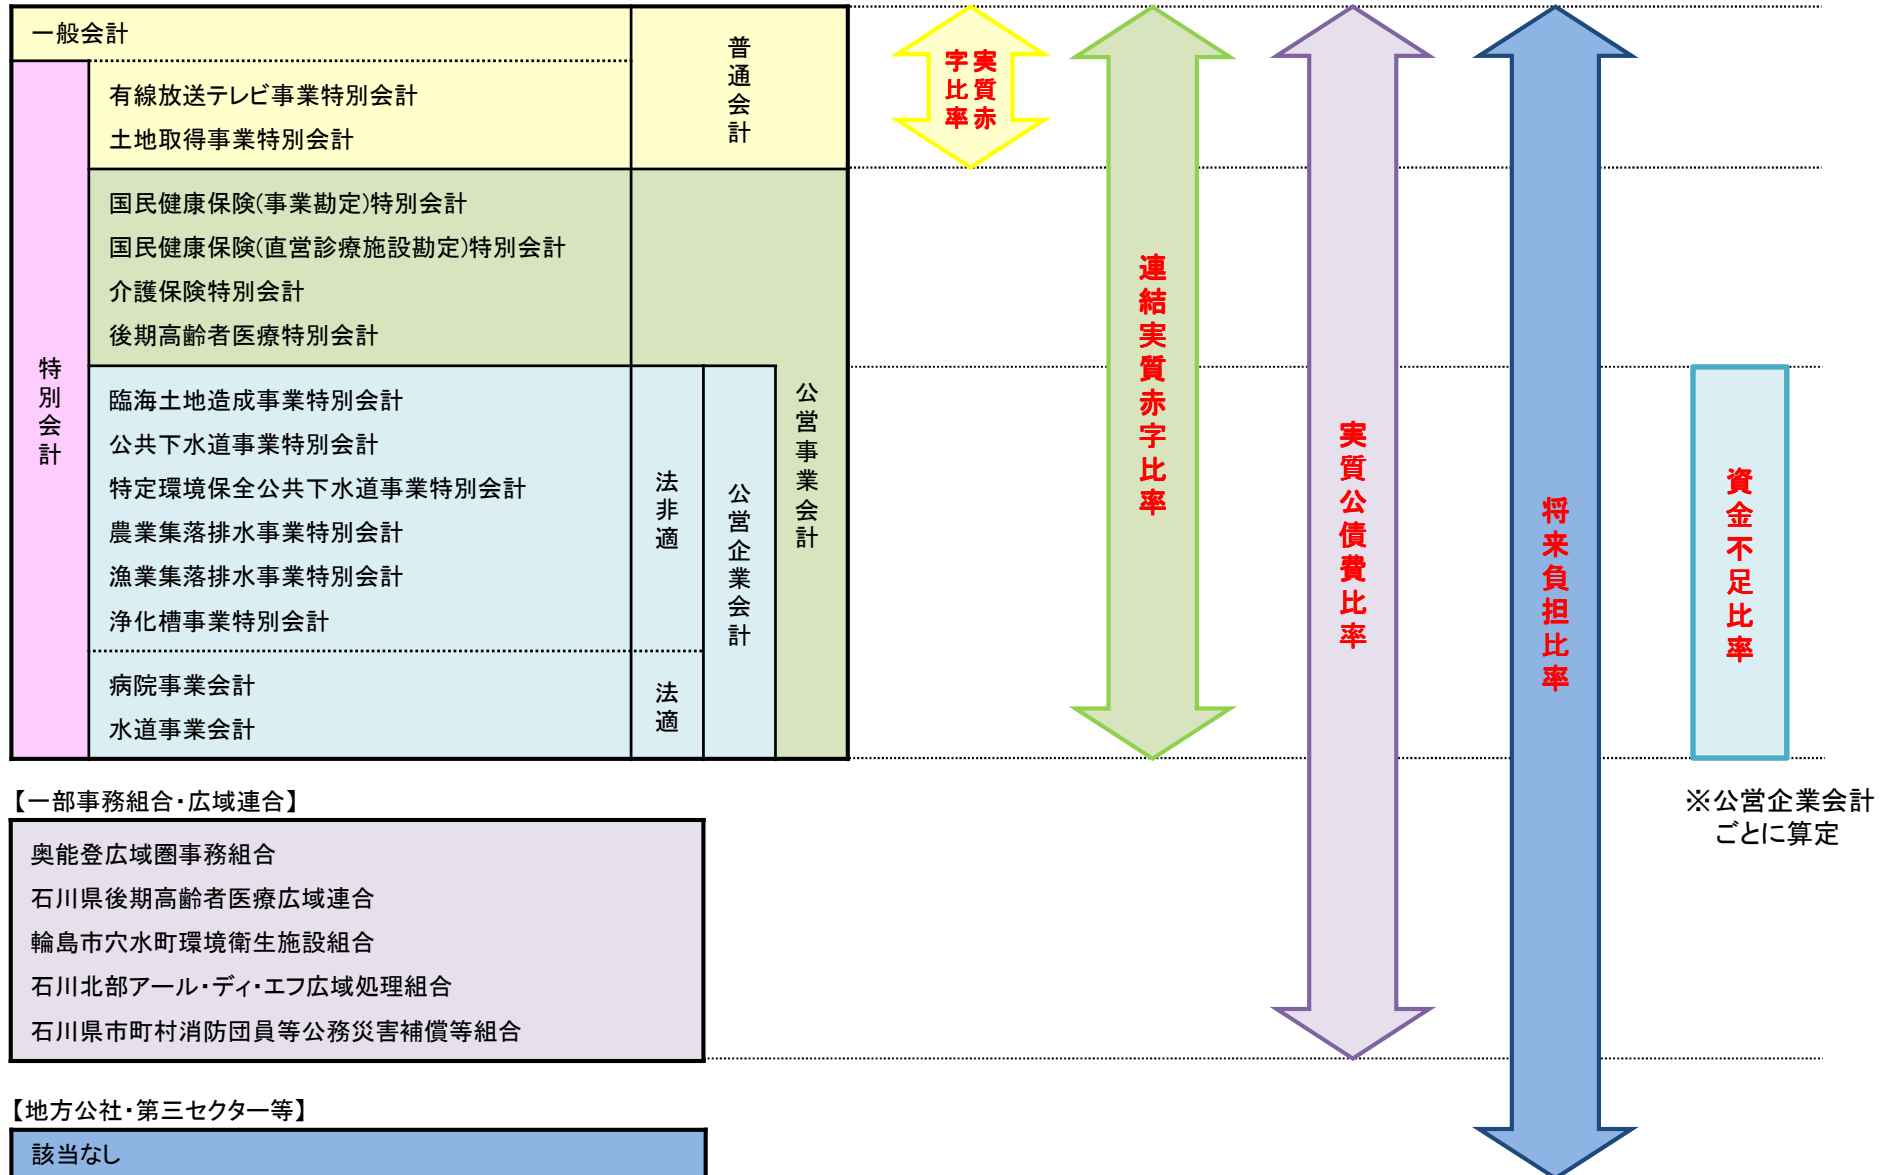 一般会計
普通会計
有線放送テレビ事業特別会計
土地取得事業特別会計
特別会計
国民健康保険(事業勘定)特別会計
国民健康保険(直営診療施設勘定)特別会計
介護保険特別会計
後期高齢者医療特別会計
公営事業会計
臨海土地造成事業特別会計
公共下水道事業特別会計
特定環境保全公共下水道事業特別会計
農業集落排水事業特別会計
漁業集落排水事業特別会計
浄化槽事業特別会計
法非適
公営企業会計
病院事業会計
水道事業会計
法適
実質赤
字比率
連結実質赤字比率
実質公債費比率
将来負担比率
資金不足比率
※公営企業会計
ごとに算定
【一部事務組合・広域連合】
奥能登広域圏事務組合
石川県後期高齢者医療広域連合
輪島市穴水町環境衛生施設組合
石川北部アール・ディ・エフ広域処理組合
石川県市町村消防団員等公務災害補償等組合
【地方公社・第三セクター等】
該当なし